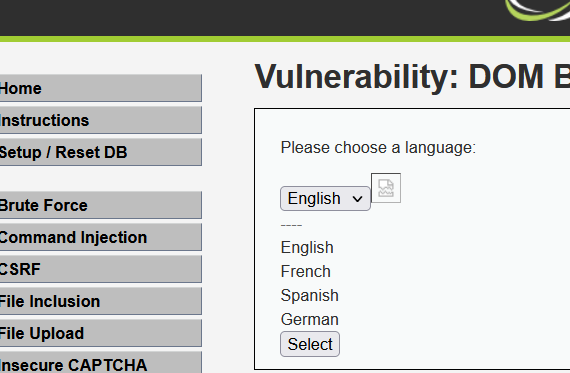 Vulnerability: DOM B
Home
Instructions
Setup / Reset DB
Brute Force
Command Injection
CSRF
File Inclusion
File Upload
Insecure CAPTCHA
Please choose a language:
English
----
English
French
Spanish
German
Select